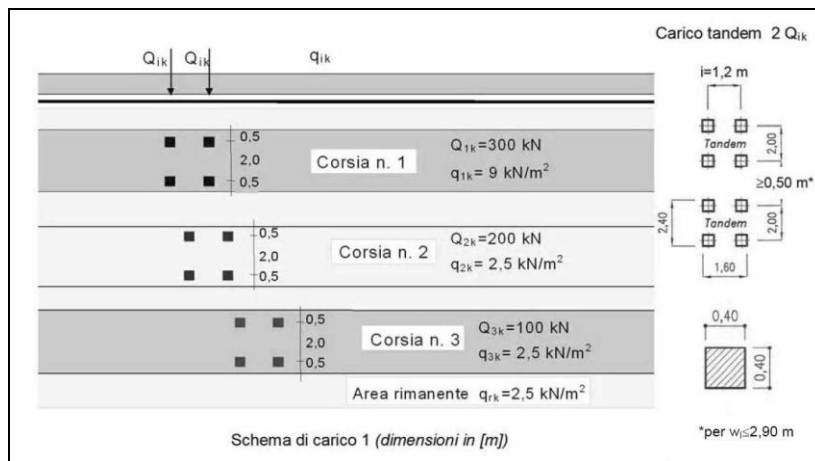 Carico tandem 2 Qik
Qik Qik qik
i=1,2 m
0,5
2,0
0,5
Corsia n. 1
Q1k=300 kN
q1k= 9 kN/m²
Tandem
2,00
≥0,50 m*
0,5
2,0
0,5
Corsia n. 2
Q2k=200 kN
q2k= 2,5 kN/m²
2,40
Tandem
2,00
1,60
0,5
2,0
0,5
Corsia n. 3
Q3k=100 kN
q3k= 2,5 kN/m²
0,40
0,40
Area rimanente qrk=2,5 kN/m²
Schema di carico 1 (dimensioni in [m])
*per wl≤2,90 m